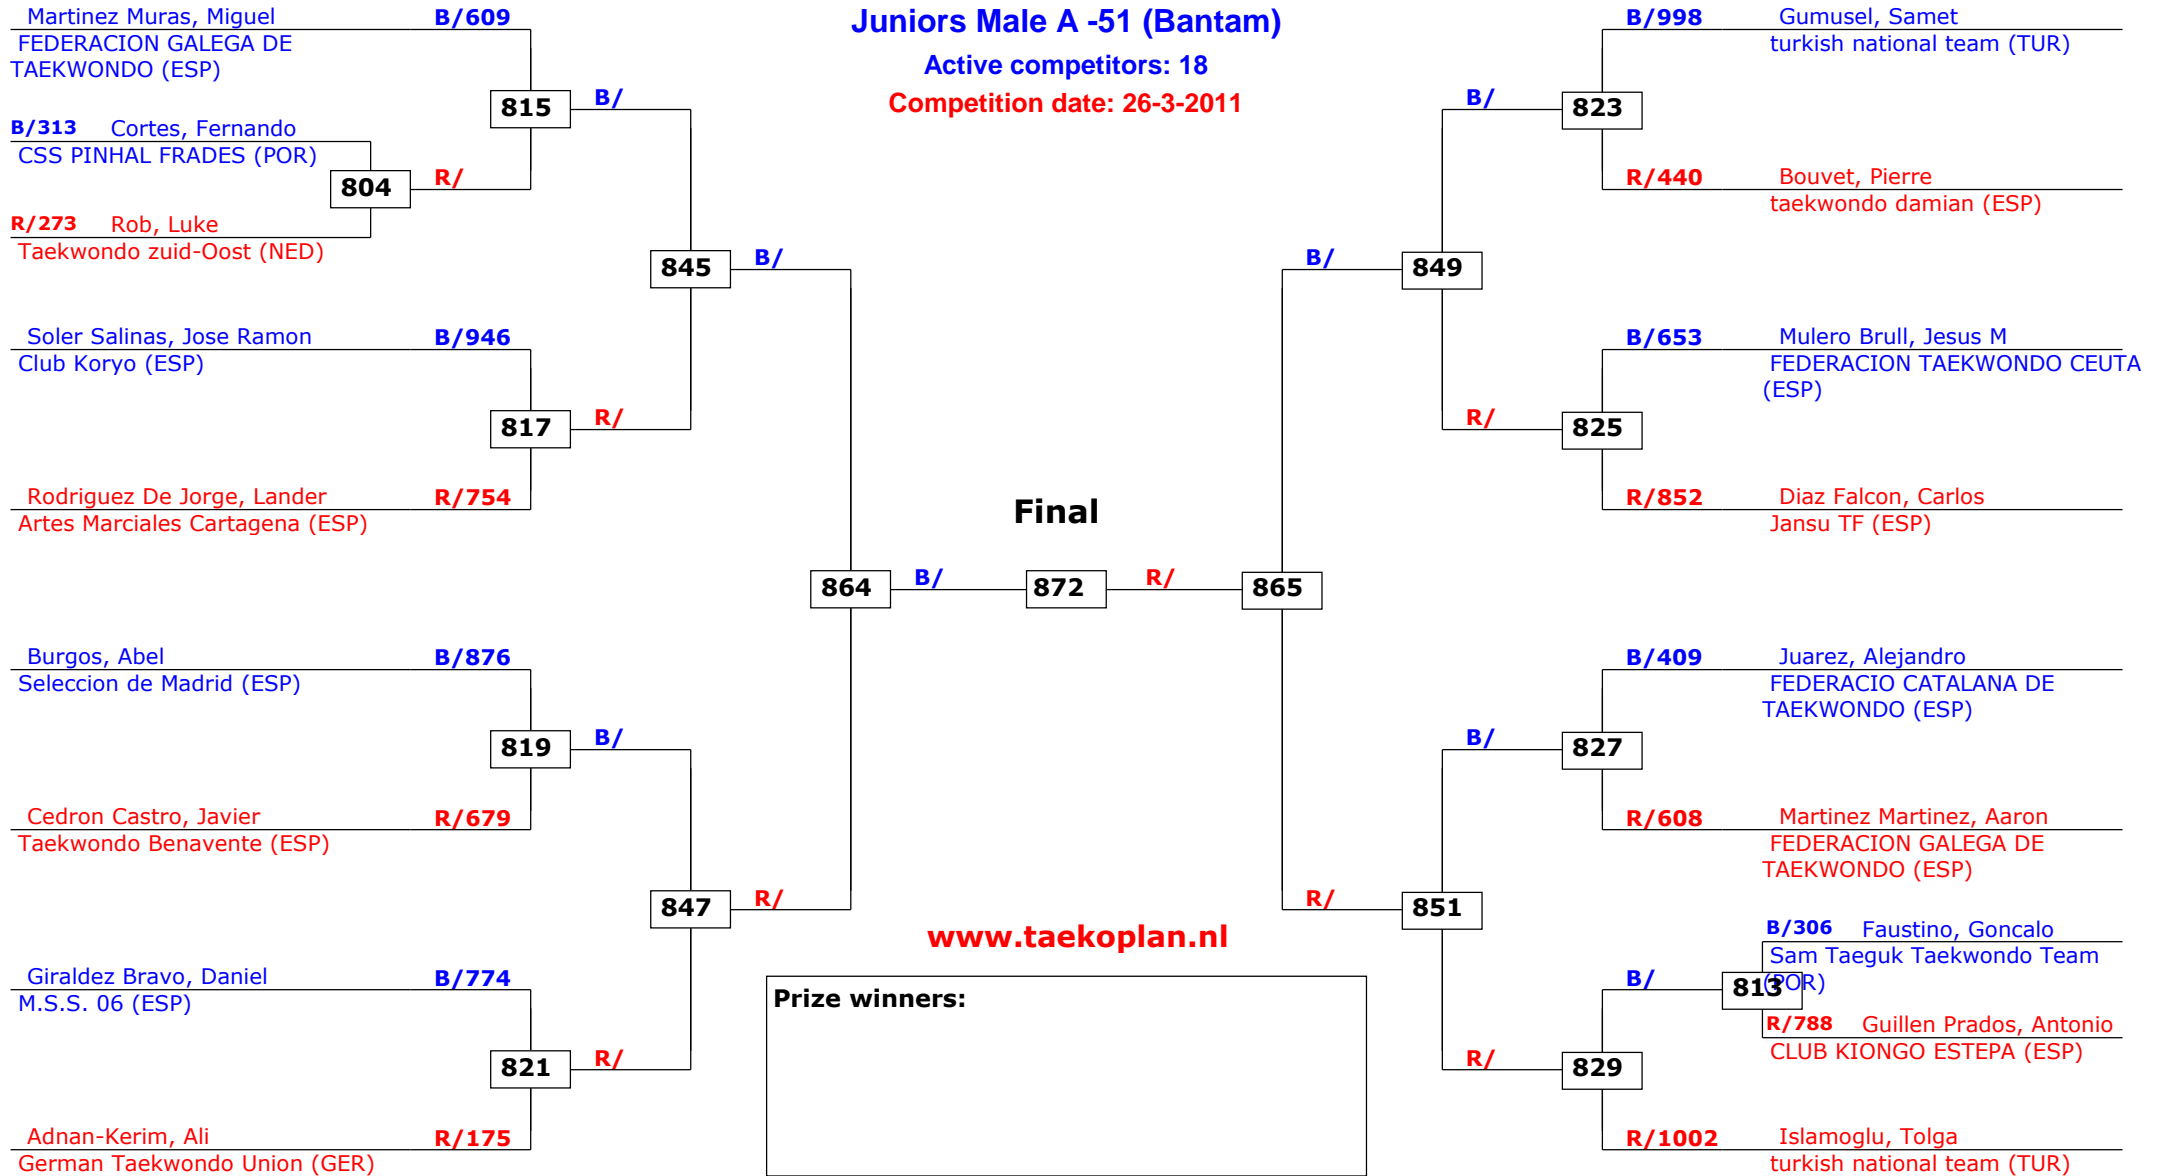 Juniors Male A -51 (Bantam)
Active competitors: 18
Competition date: 26-3-2011
Martinez Muras, Miguel B/609
FEDERACION GALEGA DE
TAEKWONDO (ESP)
815 B/
B/313 Cortes, Fernando
CSS PINHAL FRADES (POR)
804 R/
R/273 Rob, Luke
Taekwondo zuid-Oost (NED)
845 B/
Soler Salinas, Jose Ramon B/946
Club Koryo (ESP)
817 R/
Rodriguez De Jorge, Lander R/754
Artes Marciales Cartagena (ESP)
864 B/
Burgos, Abel B/876
Seleccion de Madrid (ESP)
819 B/
Cedron Castro, Javier R/679
Taekwondo Benavente (ESP)
847 R/
Giraldez Bravo, Daniel B/774
M.S.S. 06 (ESP)
821 R/
Adnan-Kerim, Ali R/175
German Taekwondo Union (GER)
Final
872
B/998 Gumusel, Samet
turkish national team (TUR)
B/ 823
R/440 Bouvet, Pierre
taekwondo damian (ESP)
B/ 849
B/653 Mulero Brull, Jesus M
FEDERACION TAEKWONDO CEUTA
(ESP)
R/ 825
R/852 Diaz Falcon, Carlos
Jansu TF (ESP)
R/ 865
B/409 Juarez, Alejandro
FEDERACIO CATALANA DE
TAEKWONDO (ESP)
B/ 827
R/608 Martinez Martinez, Aaron
FEDERACION GALEGA DE
TAEKWONDO (ESP)
R/ 851
B/306 Faustino, Goncalo
Sam Taeguk Taekwondo Team
(POR)
B/ 813
R/788 Guillen Prados, Antonio
CLUB KIONGO ESTEPA (ESP)
R/ 829
R/1002 Islamoglu, Tolga
turkish national team (TUR)
www.taekoplan.nl
Prize winners: